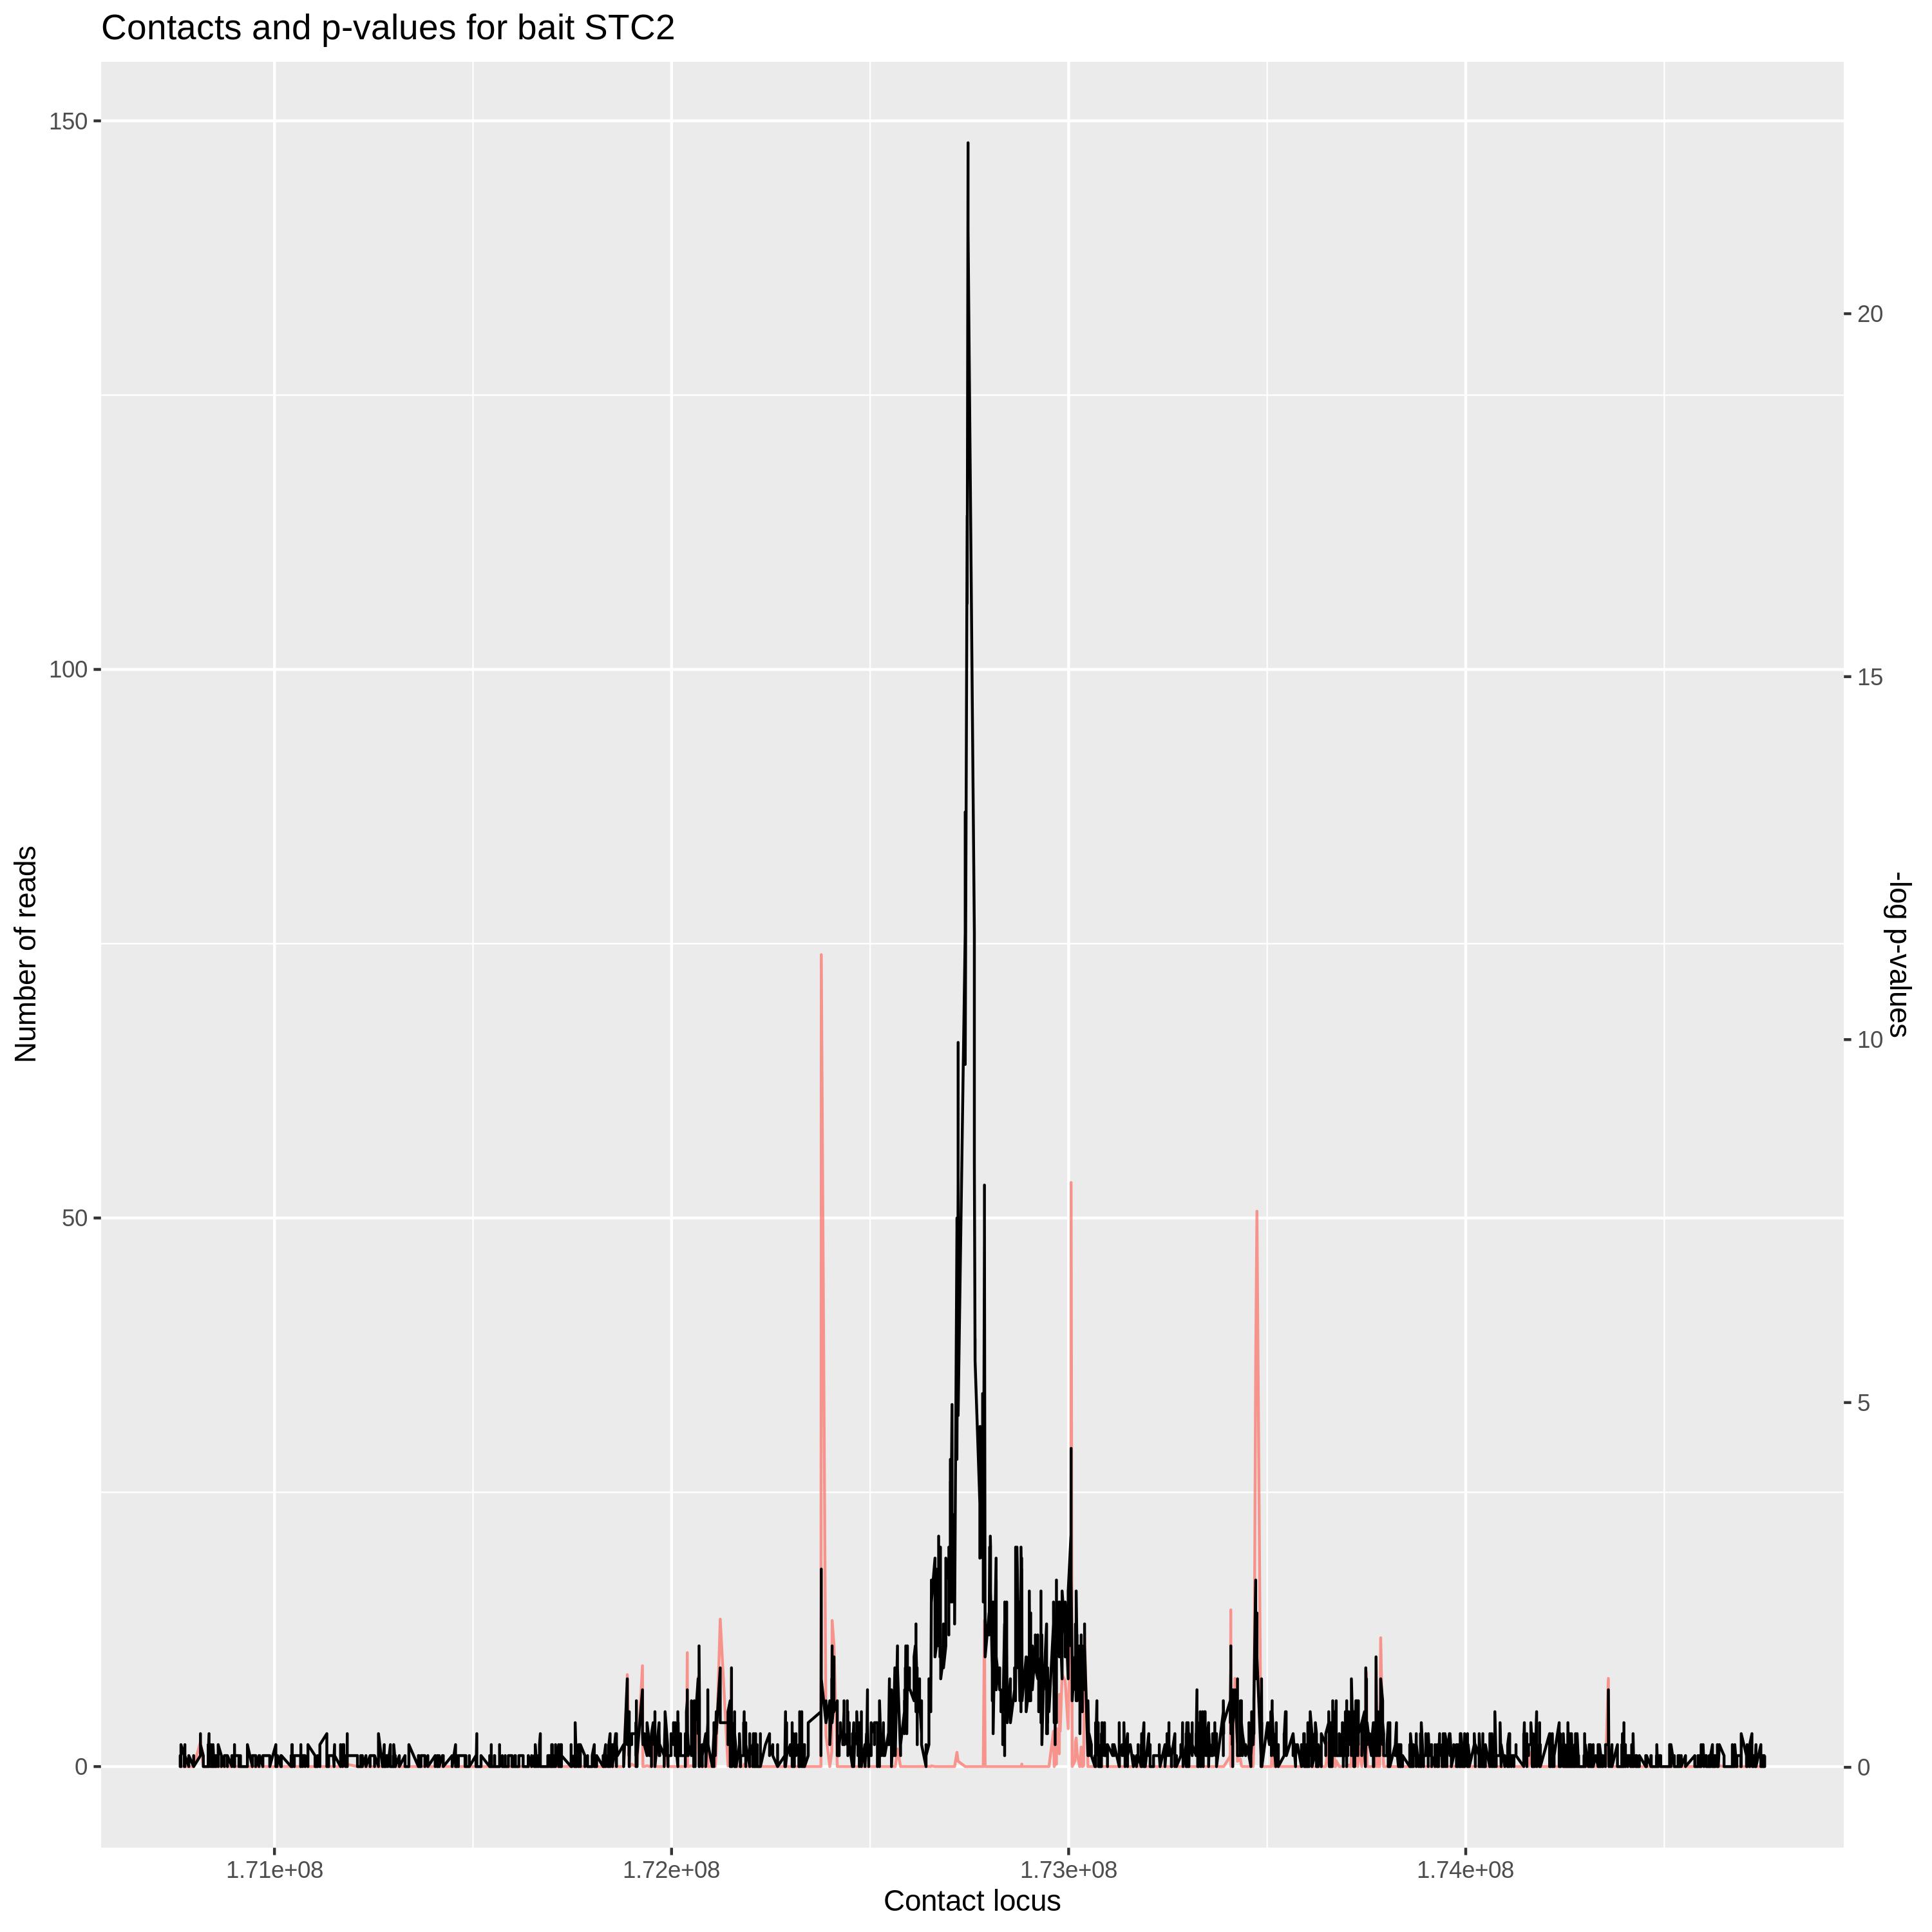 Contacts and p-values for bait STC2
150
100
50
0
Number of reads
20
15
10
5
0
-log p-values
1.71e+08
1.72e+08
1.73e+08
1.74e+08
Contact locus